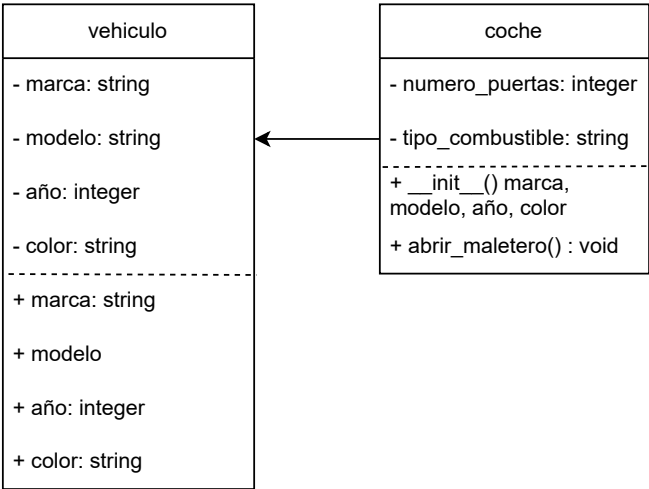 vehiculo
- marca: string
- modelo: string
- año: integer
- color: string
+ marca: string
+ modelo
+ año: integer
+ color: string
coche
- numero_puertas: integer
- tipo_combustible: string
+ __init__() marca,
modelo, año, color
+ abrir_maletero() : void